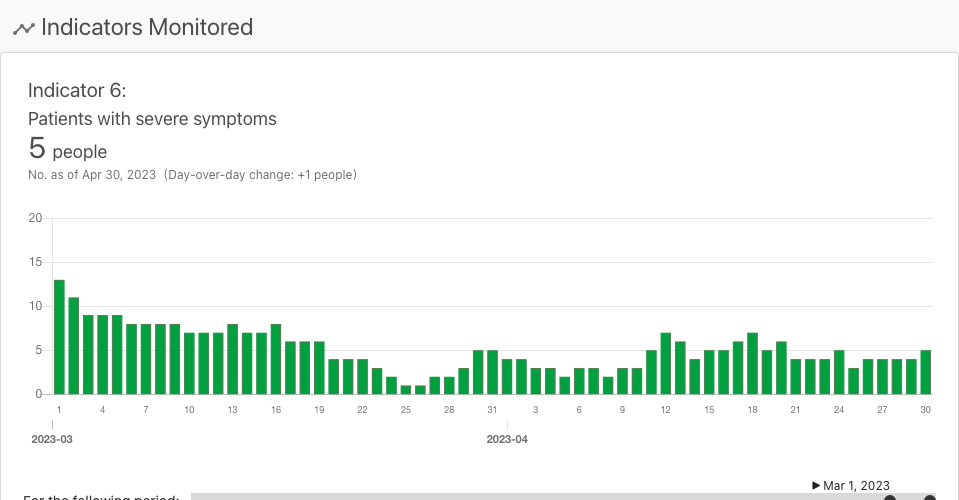 Indicators Monitored
Indicator 6:
Patients with severe symptoms
5 people
No. as of Apr 30, 2023 (Day-over-day change: +1 people)
20
15
10
5
0
1 4 7 10 13 16 19 22 25 28 31 3 6 9 12 15 18 21 24 27 30
2023-03 2023-04
▶ Mar 1, 2023
For the following period: